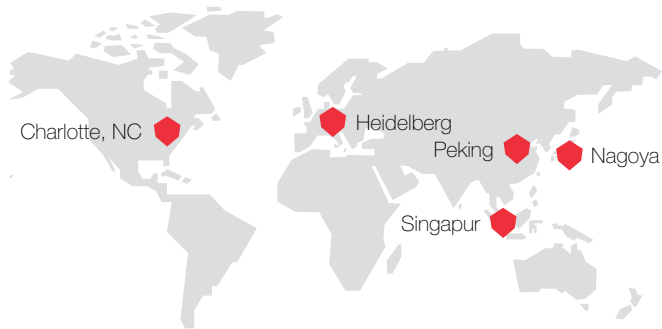 Charlotte, NC
Heidelberg
Peking
Nagoya
Singapur